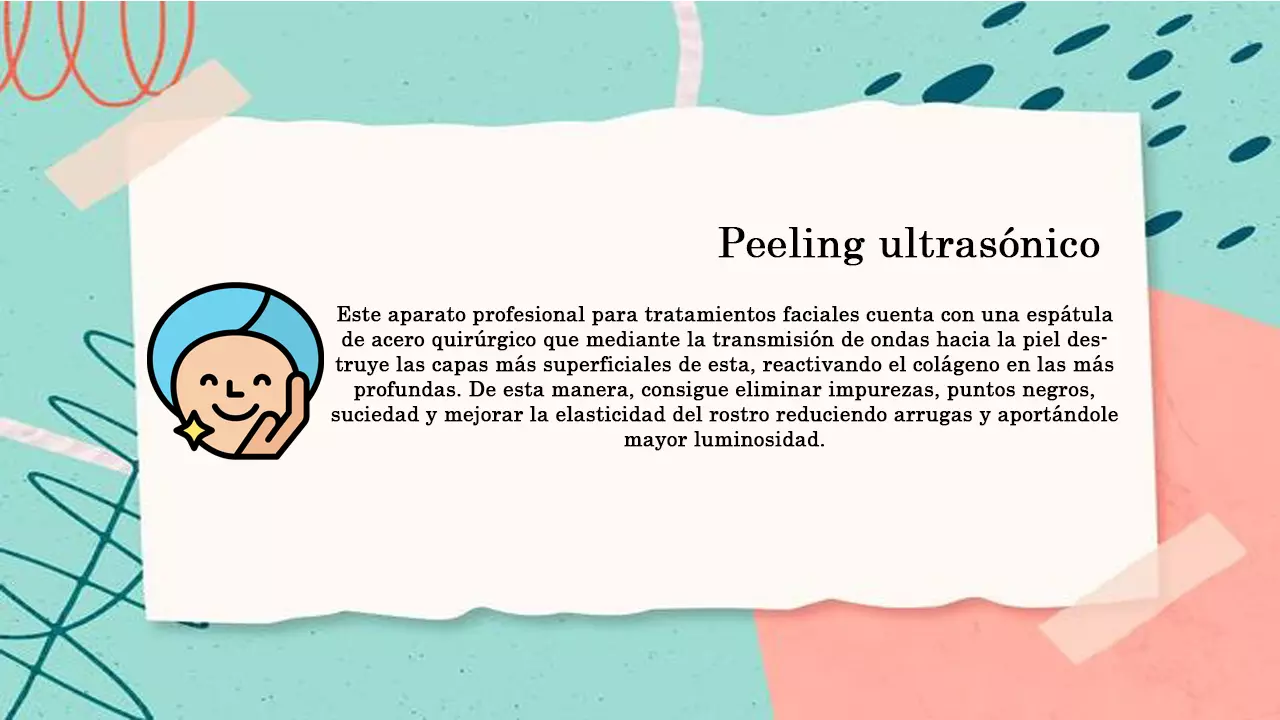 Peeling ultrasónico
Este aparato profesional para tratamientos faciales cuenta con una espátula
de acero quirúrgico que mediante la transmisión de ondas hacia la piel des-
truye las capas más superficiales de esta, reactivando el colágeno en las más
profundas. De esta manera, consigue eliminar impurezas, puntos negros,
suciedad y mejorar la elasticidad del rostro reduciendo arrugas y aportándole
mayor luminosidad.